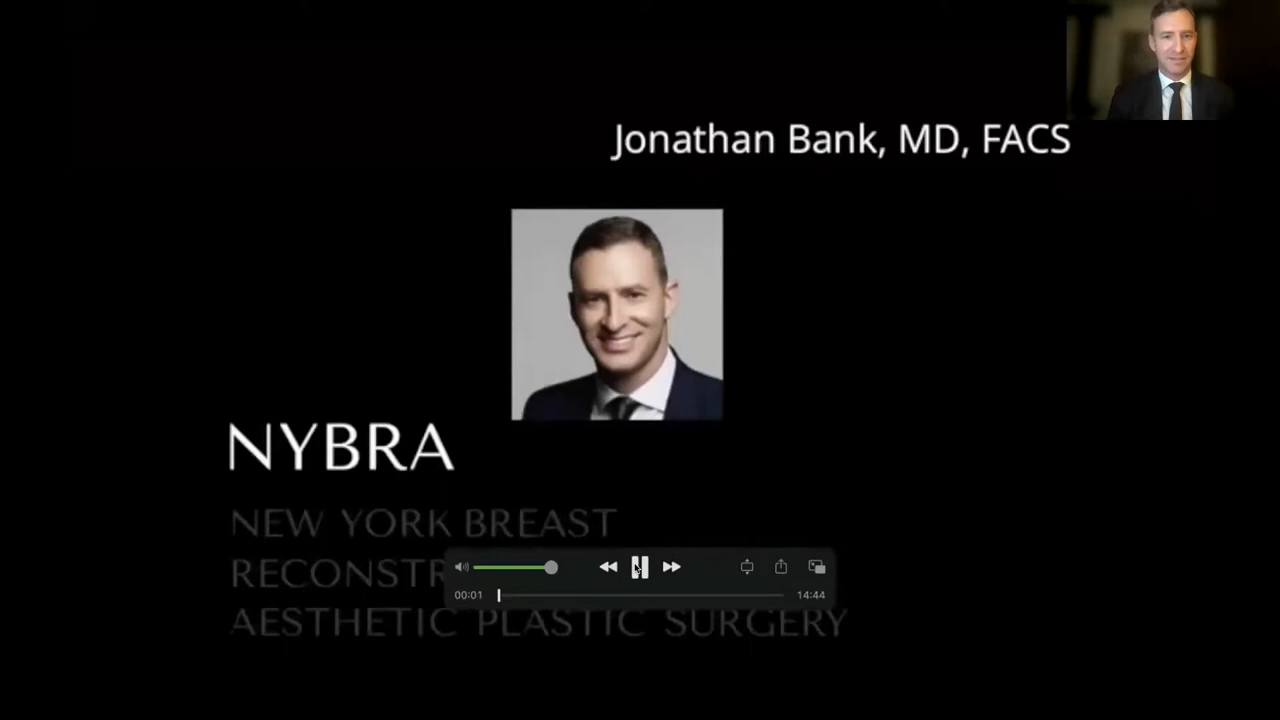 Jonathan Bank, MD, FACS
NYBRA
NEW YORK BREAST
RECONSTR
AESTHETIC PLASTIC SURGERY
00:01
14:44